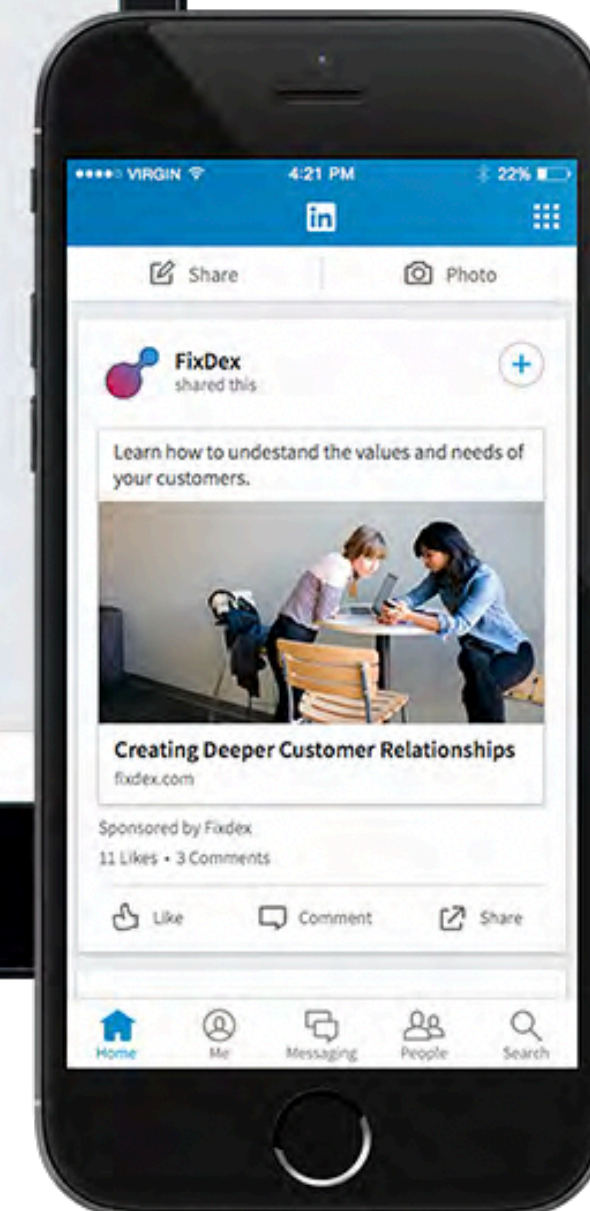 VIRGIN 4:21 PM 22%
in
Share Photo
FixDex
shared this
Learn how to undestand the values and needs of
your customers.
Creating Deeper Customer Relationships
fixdex.com
Sponsored by Fixdex
11 Likes • 3 Comments
Like Comment Share
Home Me Messaging People Search